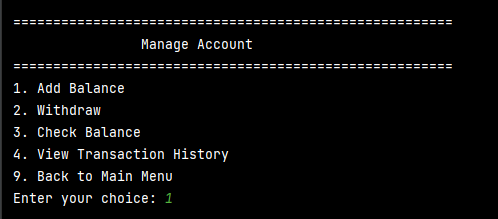 =======================================================
Manage Account
=======================================================
1. Add Balance
2. Withdraw
3. Check Balance
4. View Transaction History
9. Back to Main Menu
Enter your choice: 1